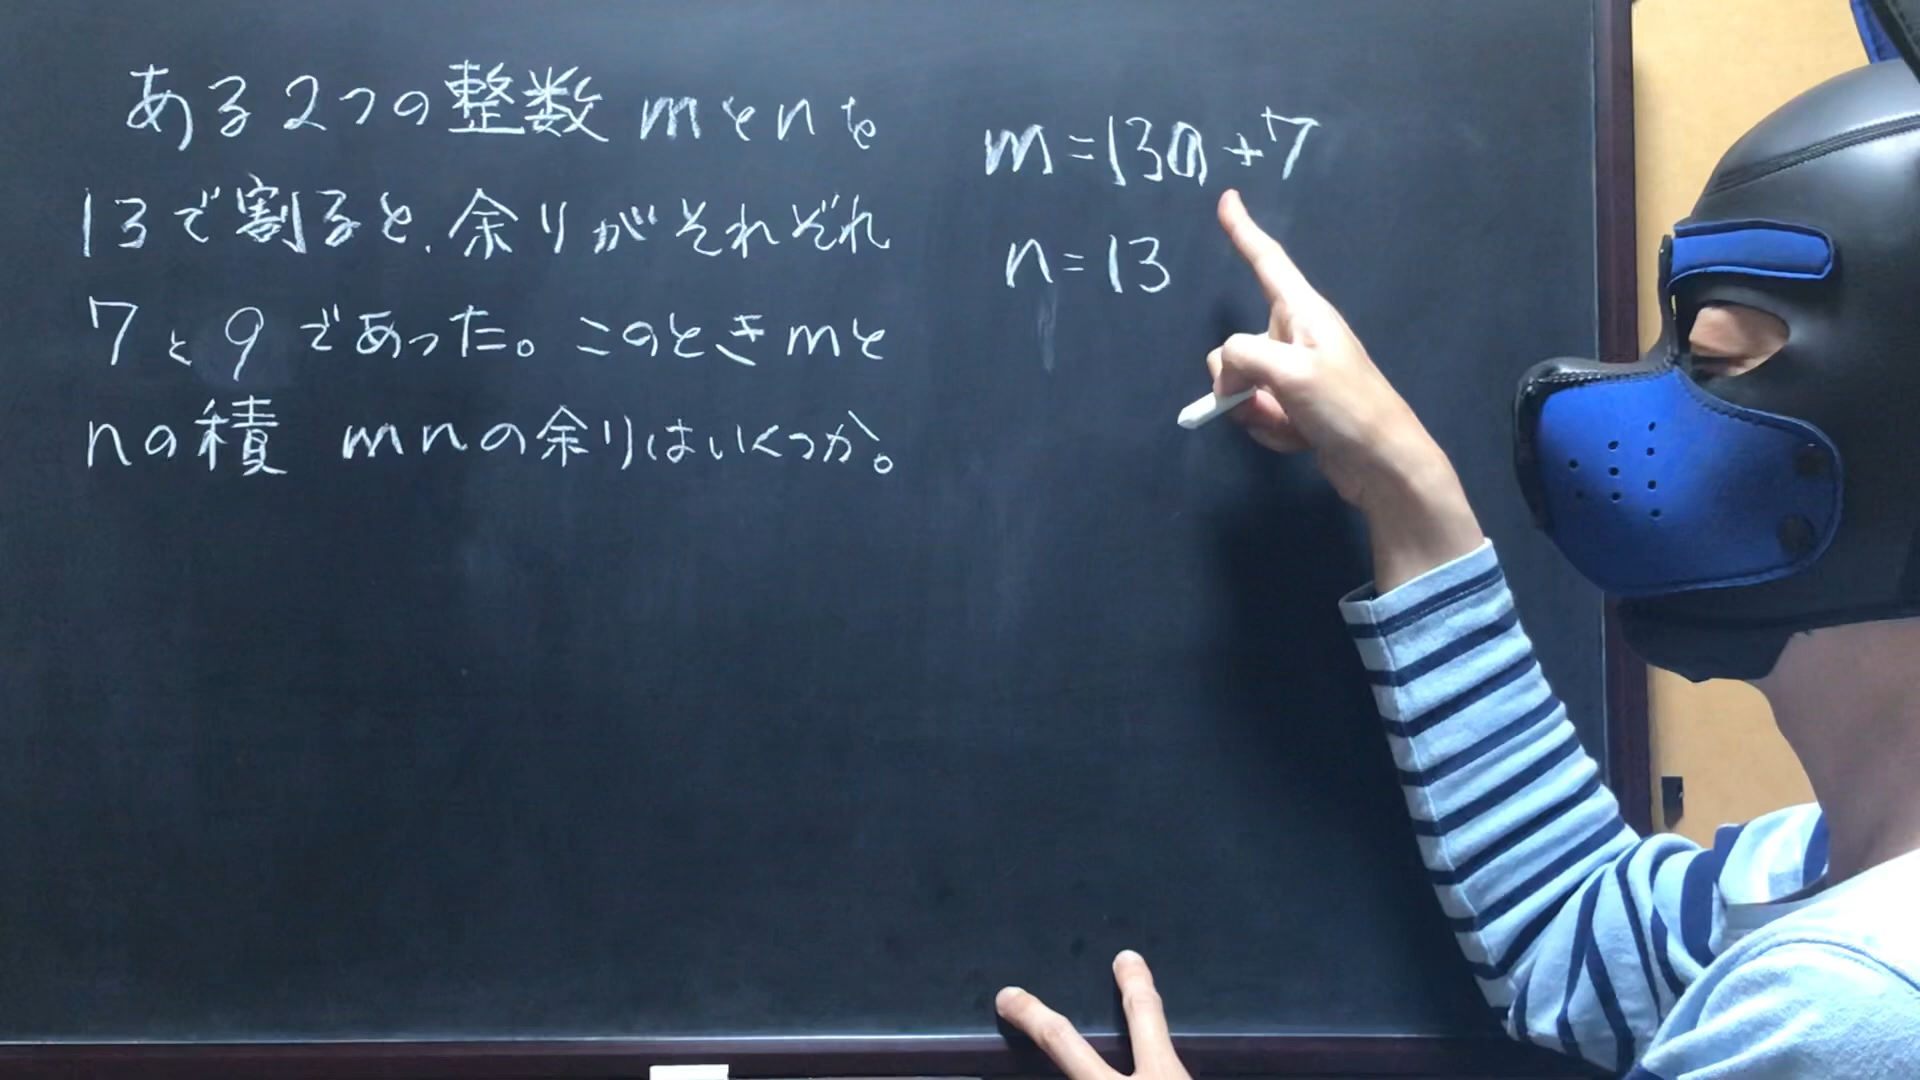 ある2つの整数mとnを
13で割ると、余りがそれぞれ
7と9であった。このときmと
nの積 mnの余りはいくつか。
m=13a+7
n=13